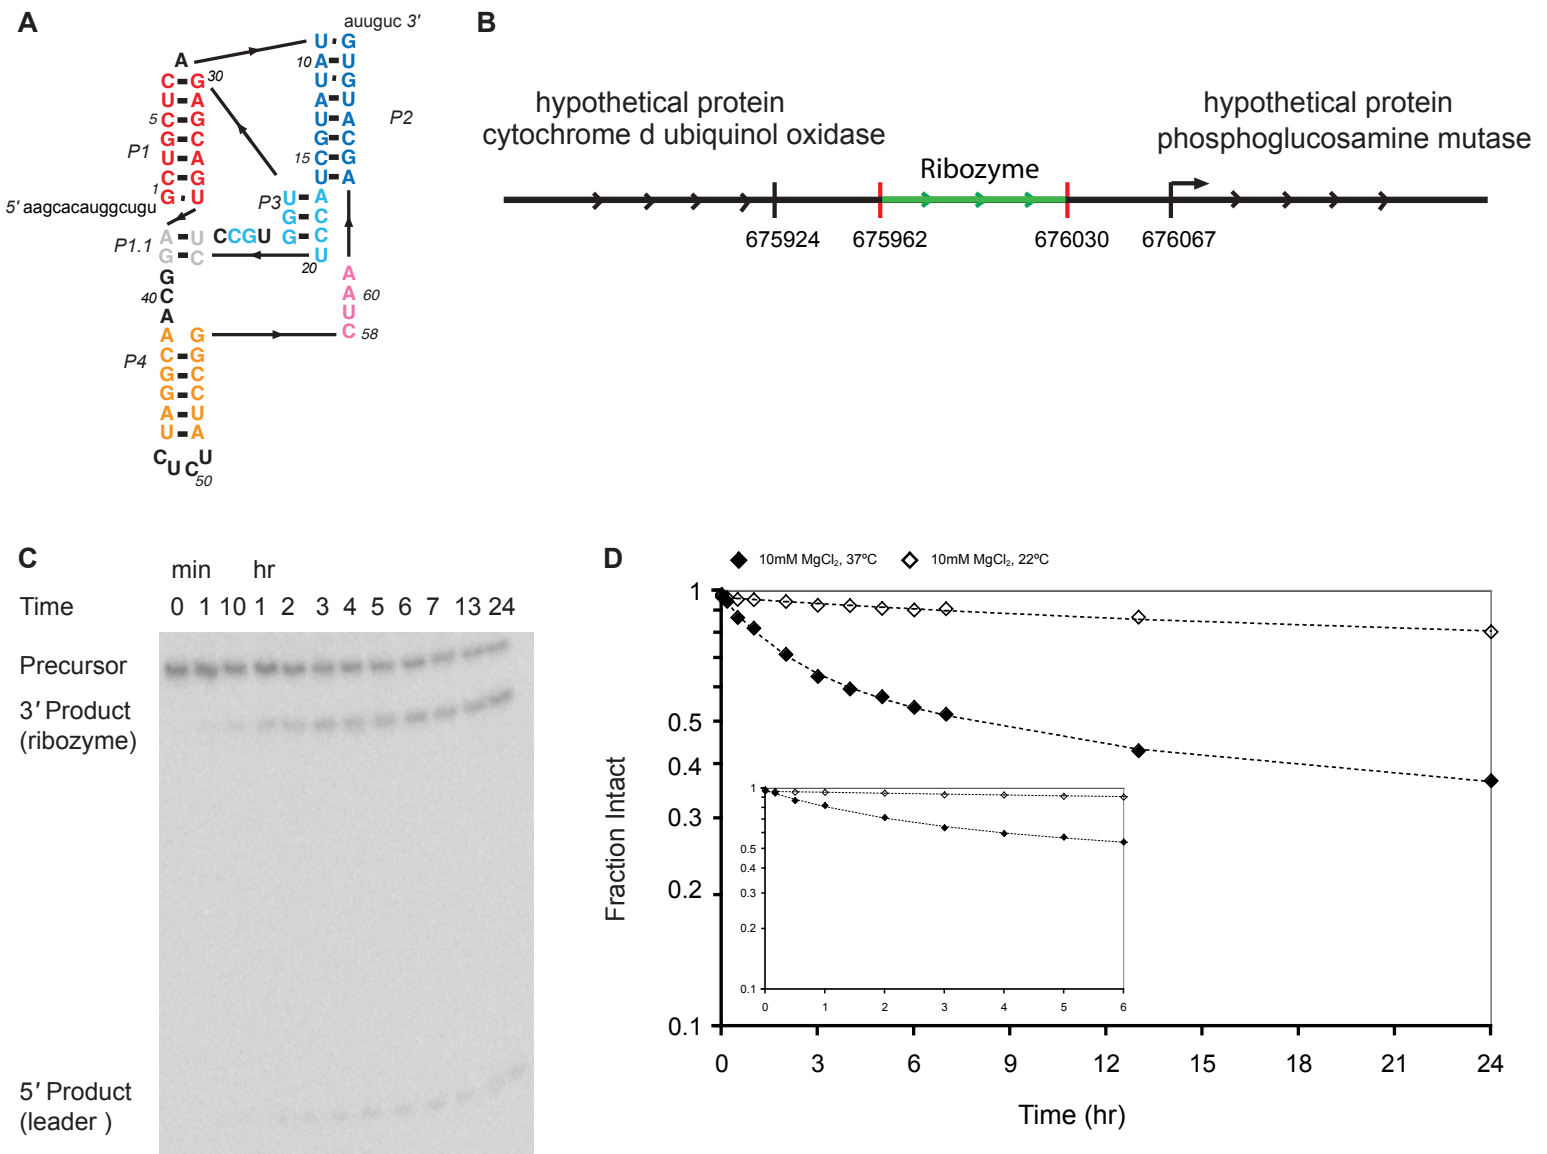 A
auuguc 3′
U G
10 A U
U G
A U
U A
G C
15 C G
U A
P2
A
C G 30
U A
5 C G
G C
P1
U A
C G
1
G U
5′ aagcacauggcugu
P3
U A
G C
G C
20 U
P1.1
A U
G C
CCGU
G
40 C
A
A G
P4
C G
G C
G C
A U
U A
C U C U
50
A
A 60
U
C 58
B
hypothetical protein
cytochrome d ubiquinol oxidase
hypothetical protein
phosphoglucosamine mutase
Ribozyme
675924 675962 676030 676067
C
min hr
Time 0 1 10 1 2 3 4 5 6 7 13 24
Precursor
3′ Product
(ribozyme)
5′ Product
(leader )
D
10mM MgCl₂, 37ºC 10mM MgCl₂, 22ºC
Fraction Intact
1
0.5
0.4
0.3
0.2
0.1
1
0.5
0.4
0.3
0.2
0.1
0 1 2 3 4 5 6
0 3 6 9 12 15 18 21 24
Time (hr)